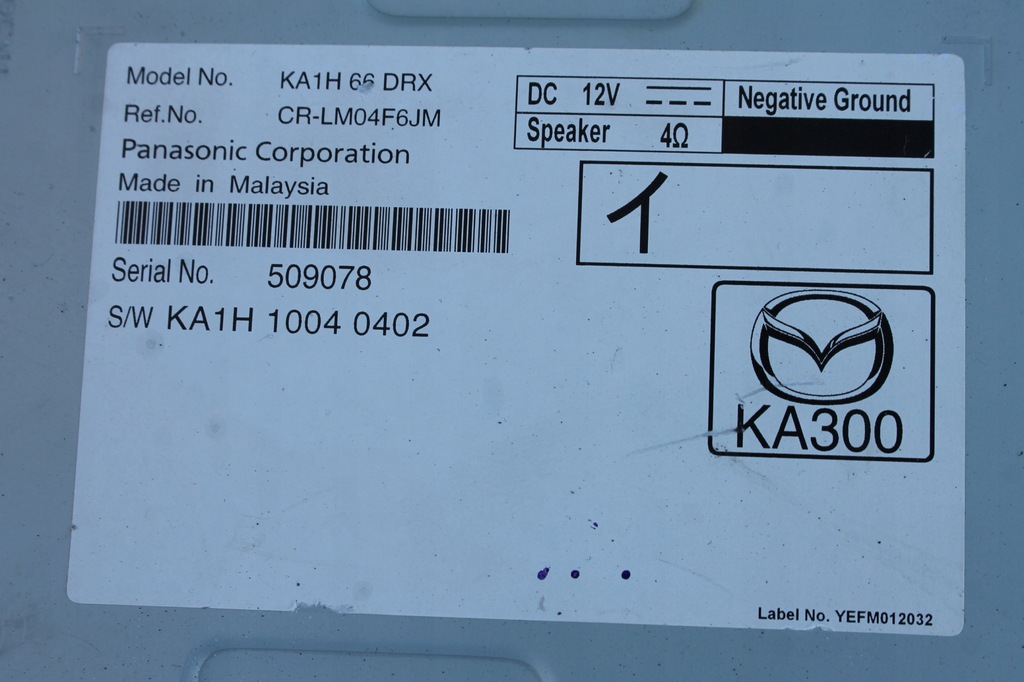 Model No. KA1H 66 DRX
Ref.No. CR-LM04F6JM
Panasonic Corporation
Made in Malaysia
Serial No. 509078
S/W KA1H 1004 0402
DC 12V Negative Ground
Speaker 4Ω
イ
KA300
Label No. YEFM012032